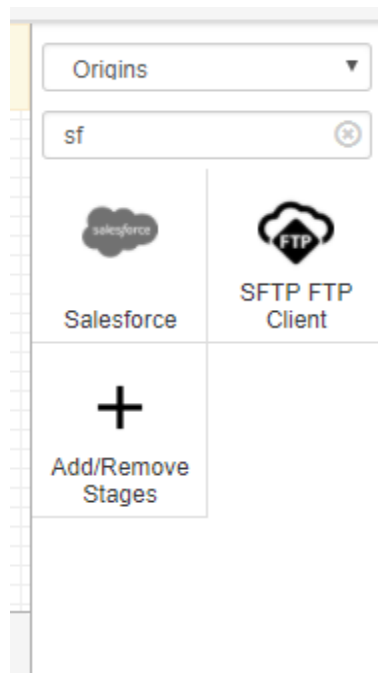 Origins
sf
salesforce
FTP
Salesforce
SFTP FTP
Client
Add/Remove
Stages